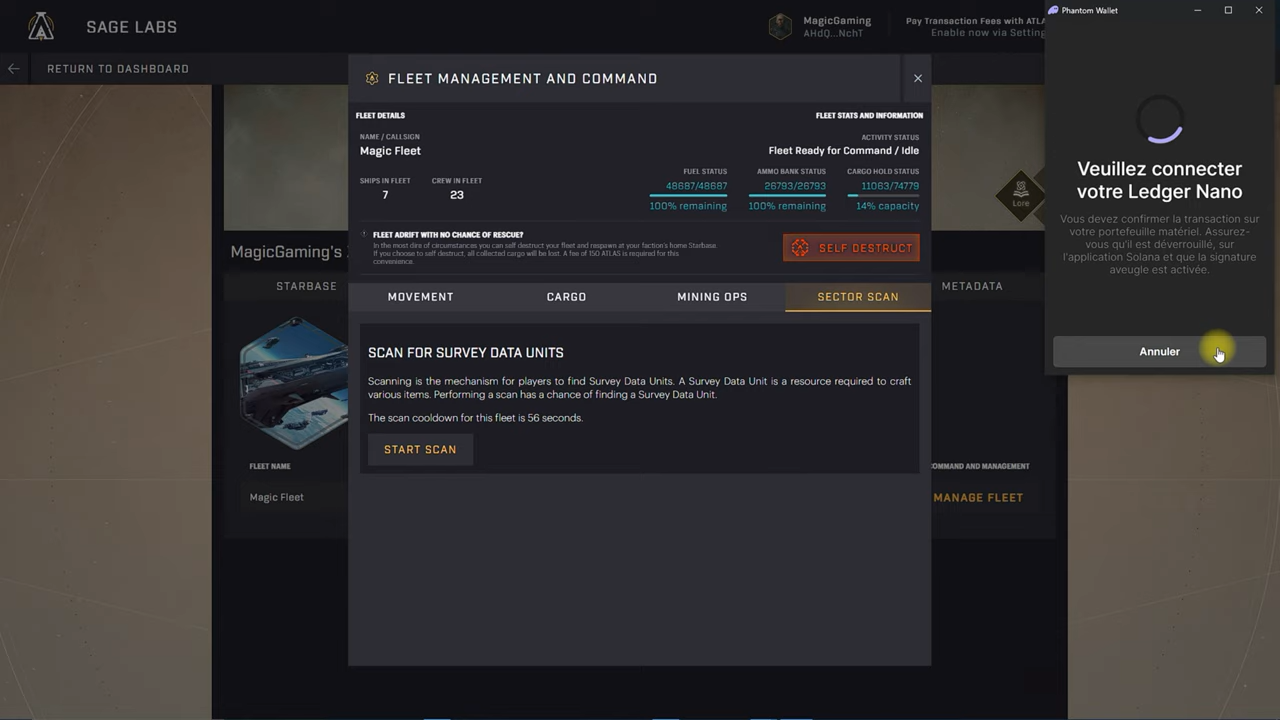 SAGE LABS
MagicGaming
AHdQ...NchT
Pay Transaction Fees with ATLA
Enable now via Setting
RETURN TO DASHBOARD
FLEET MANAGEMENT AND COMMAND
FLEET DETAILS
FLEET STATS AND INFORMATION
NAME / CALLSIGN
Magic Fleet
ACTIVITY STATUS
Fleet Ready for Command / Idle
SHIPS IN FLEET
7
CREW IN FLEET
23
FUEL STATUS
48687/48687
100% remaining
AMMO BANK STATUS
26793/26793
100% remaining
CARGO HOLD STATUS
11063/74779
14% capacity
FLEET ADRIFT WITH NO CHANCE OF RESCUE?
In the most dire of circumstances you can self destruct your fleet and respawn at your faction's home Starbase.
If you choose to self destruct, all collected cargo will be lost. A fee of 150 ATLAS is required for this
convenience.
SELF DESTRUCT
MOVEMENT
CARGO
MINING OPS
SECTOR SCAN
SCAN FOR SURVEY DATA UNITS
Scanning is the mechanism for players to find Survey Data Units. A Survey Data Unit is a resource required to craft
various items. Performing a scan has a chance of finding a Survey Data Unit.
The scan cooldown for this fleet is 56 seconds.
START SCAN
Lore
MagicGaming's
STARBASE
METADATA
FLEET NAME
Magic Fleet
COMMAND AND MANAGEMENT
MANAGE FLEET
Phantom Wallet
Veuillez connecter
votre Ledger Nano
Vous devez confirmer la transaction sur
votre portefeuille matériel. Assurez-
vous qu'il est déverrouillé, sur
l'application Solana et que la signature
aveugle est activée.
Annuler